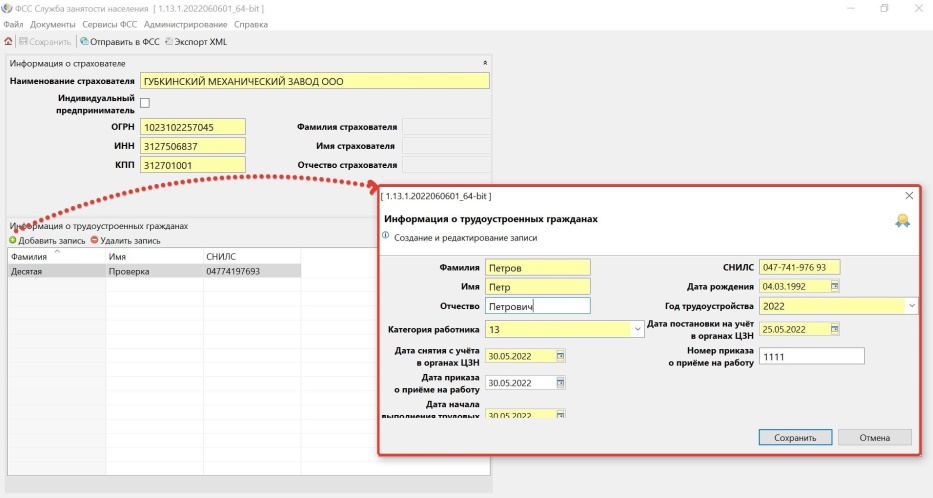 ФСС Служба занятости населения [ 1.13.1.2022060601_64-bit ]
Файл Документы Сервисы ФСС Администрирование Справка
Сохранить Отправить в ФСС Экспорт XML
Информация о страхователе
Наименование страхователя ГУБКИНСКИЙ МЕХАНИЧЕСКИЙ ЗАВОД ООО
Индивидуальный
предприниматель
ОГРН 1023102257045 Фамилия страхователя
ИНН 3127506837 Имя страхователя
КПП 312701001 Отчество страхователя
Информация о трудоустроенных гражданах
Добавить запись Удалить запись
Фамилия Имя СНИЛС
Десятая Проверка 04774197693
[ 1.13.1.2022060601_64-bit ]
Информация о трудоустроенных гражданах
Создание и редактирование записи
Фамилия Петров СНИЛС 047-741-976 93
Имя Петр Дата рождения 04.03.1992
Отчество Петрович Год трудоустройства 2022
Категория работника 13 Дата постановки на учёт
в органах ЦЗН 25.05.2022
Дата снятия с учёта
в органах ЦЗН 30.05.2022 Номер приказа
о приёме на работу 1111
Дата приказа
о приёме на работу 30.05.2022
Дата начала
выполнения трудовых 30.05.2022
Сохранить Отмена